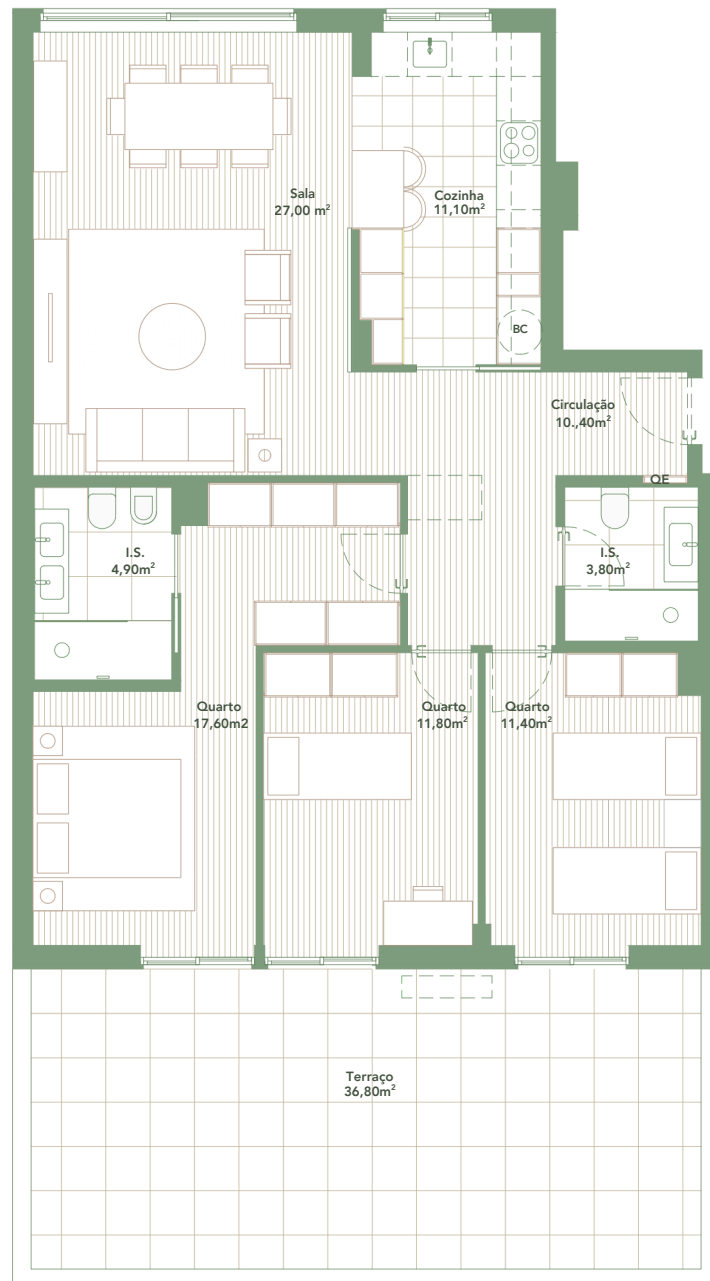 Sala
27,00 m²
Cozinha
11,10m²
BC
Circulação
10.,40m²
QE
I.S.
4,90m²
I.S.
3,80m²
Quarto
17,60m2
Quarto
11,80m²
Quarto
11,40m²
Terraço
36,80m²